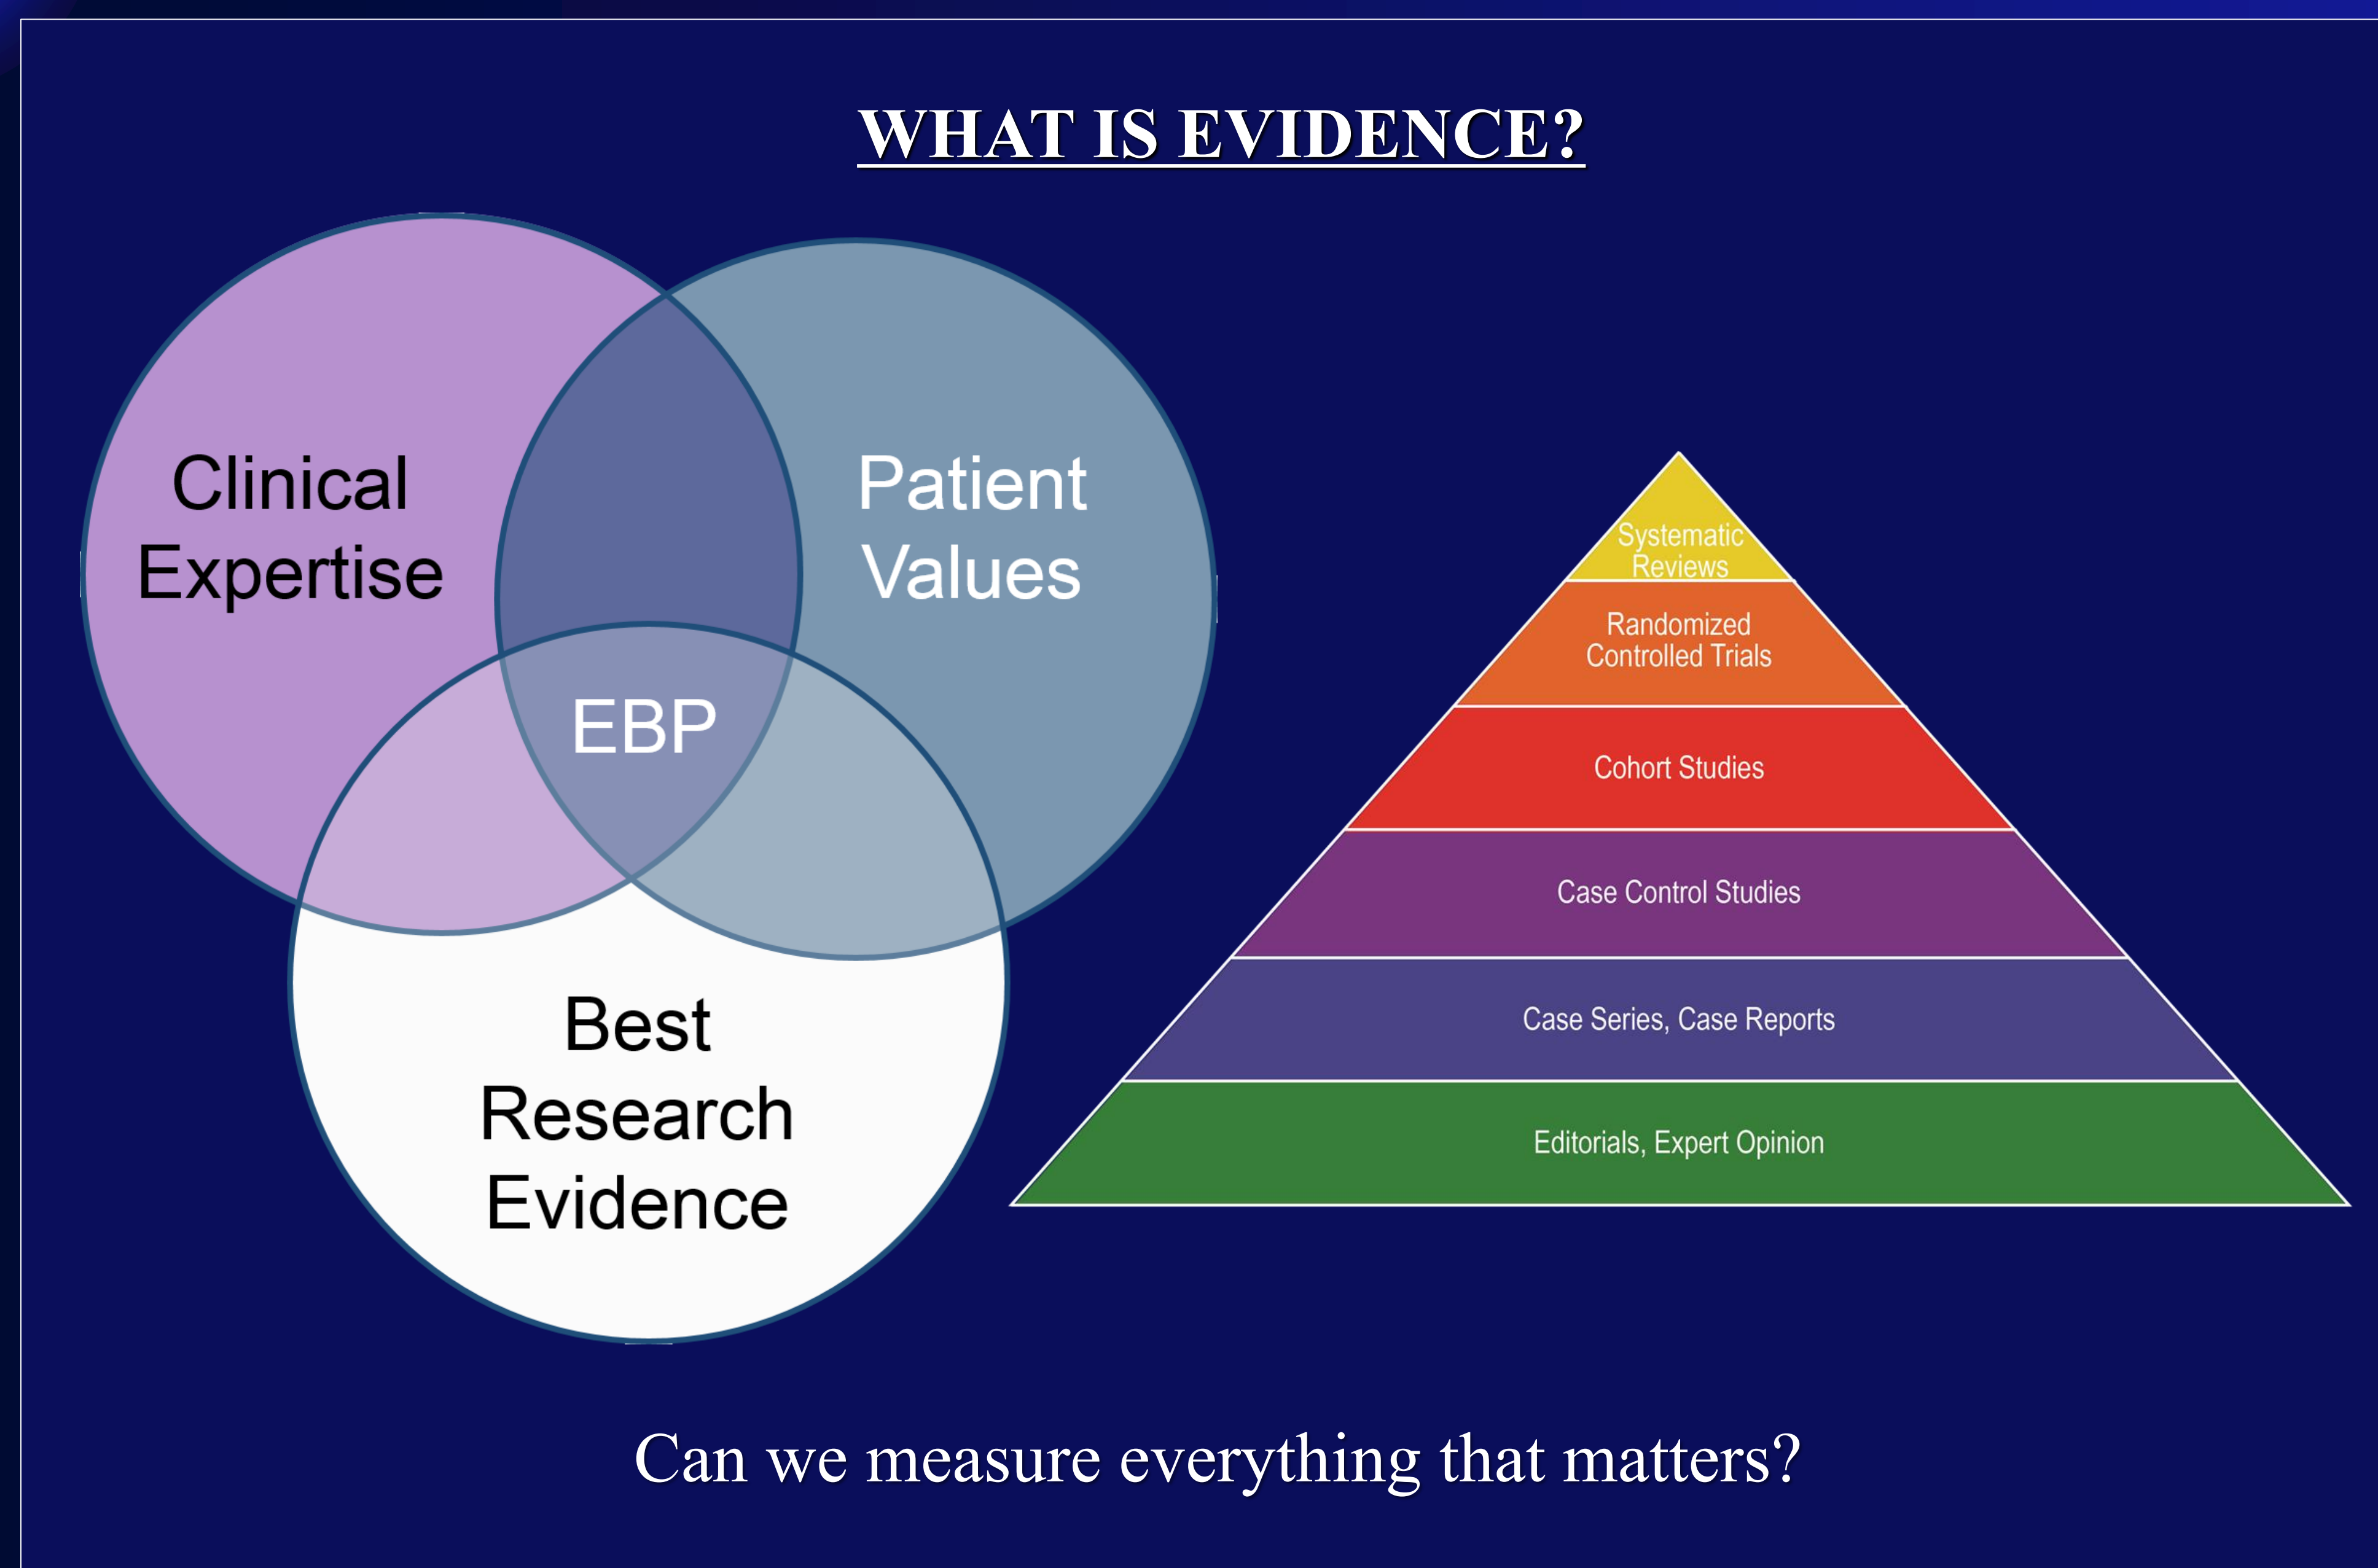 WHAT IS EVIDENCE?
Clinical
Expertise
Patient
Values
EBP
Best
Research
Evidence
Systematic
Reviews
Randomized
Controlled Trials
Cohort Studies
Case Control Studies
Case Series, Case Reports
Editorials, Expert Opinion
Can we measure everything that matters?